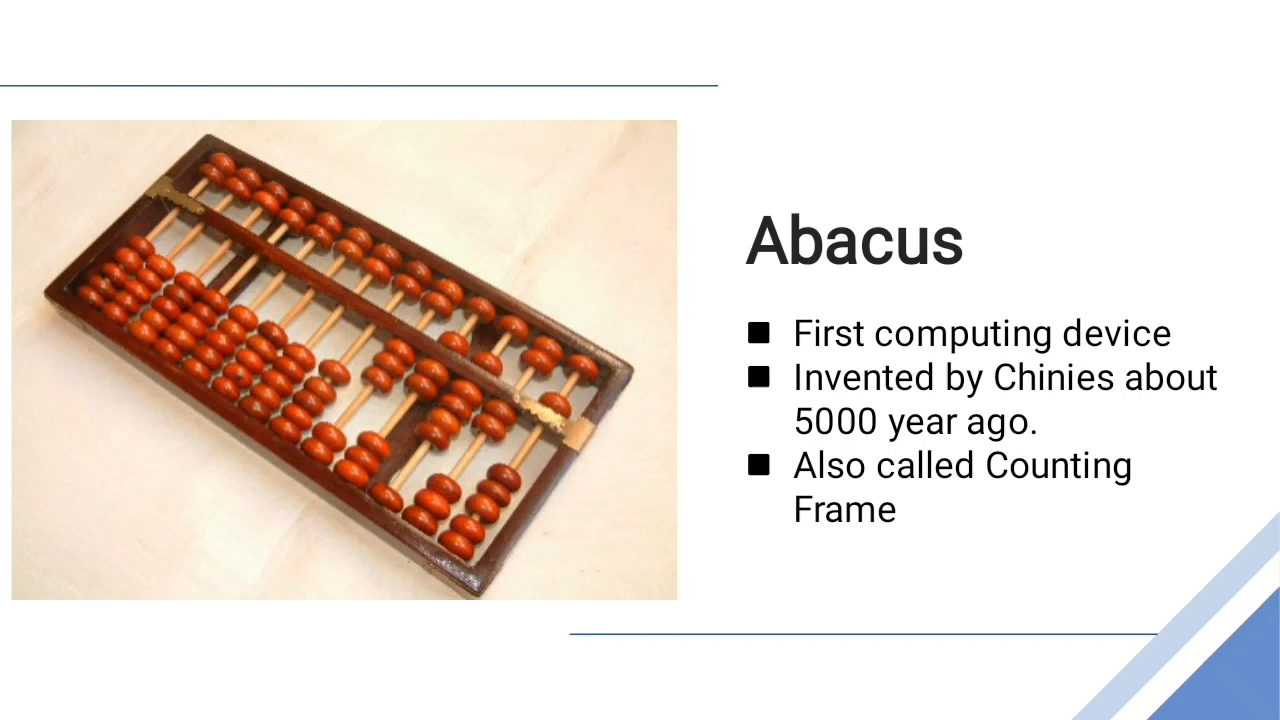 Abacus
■ First computing device
■ Invented by Chinies about
5000 year ago.
■ Also called Counting
Frame